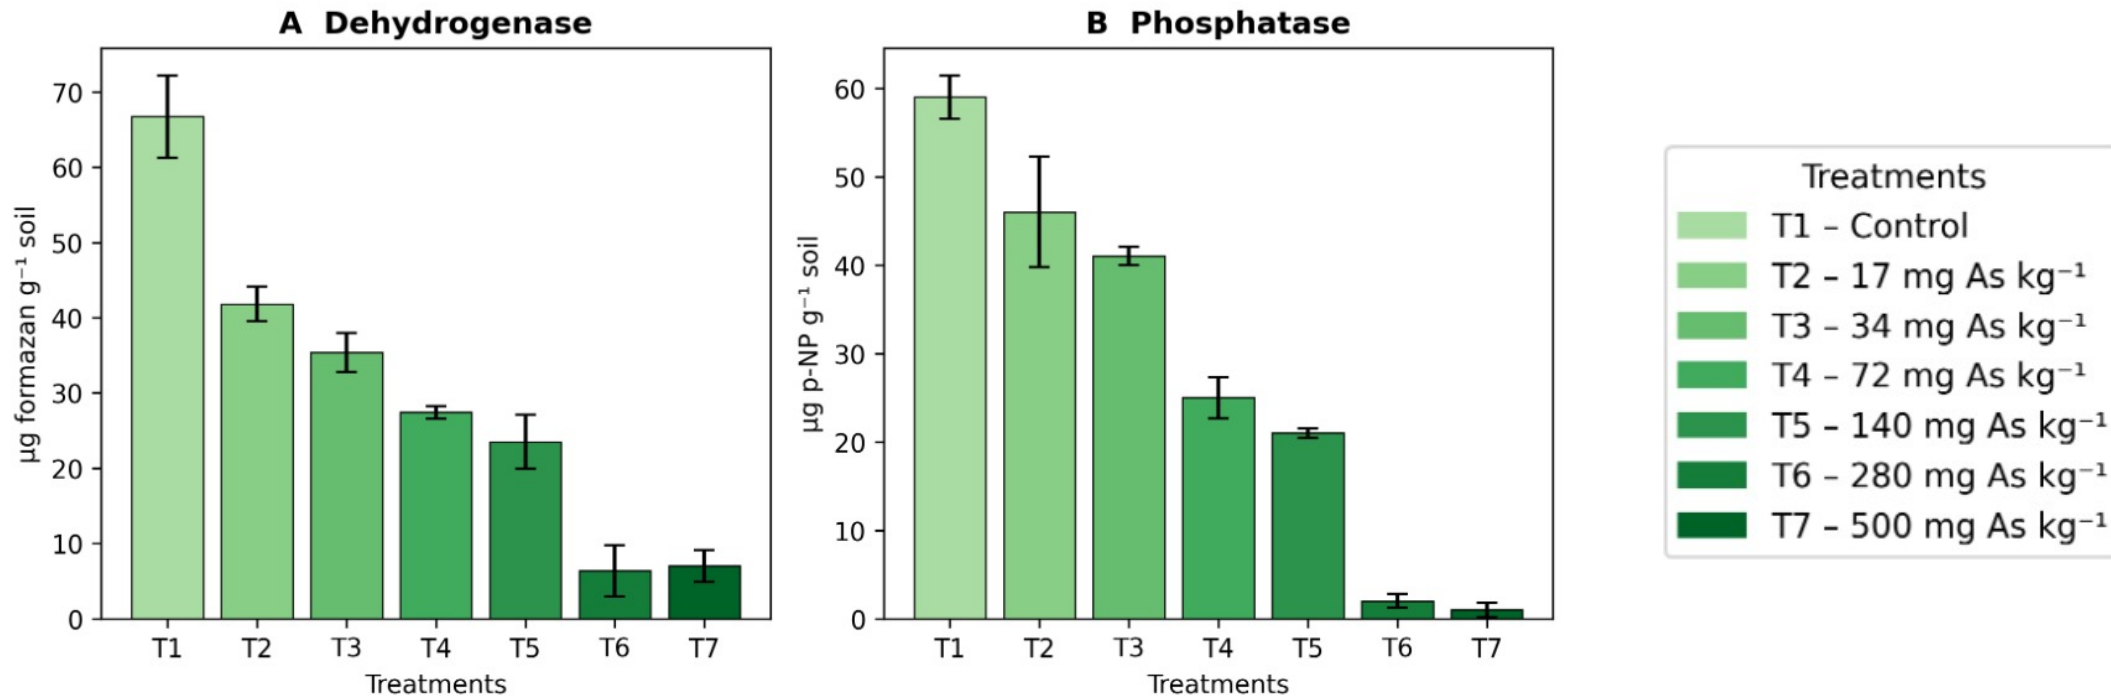 A Dehydrogenase
µg formazan g⁻¹ soil
70
60
50
40
30
20
10
0
T1 T2 T3 T4 T5 T6 T7
Treatments
B Phosphatase
µg p-NP g⁻¹ soil
60
50
40
30
20
10
0
T1 T2 T3 T4 T5 T6 T7
Treatments
Treatments
T1 – Control
T2 – 17 mg As kg⁻¹
T3 – 34 mg As kg⁻¹
T4 – 72 mg As kg⁻¹
T5 – 140 mg As kg⁻¹
T6 – 280 mg As kg⁻¹
T7 – 500 mg As kg⁻¹